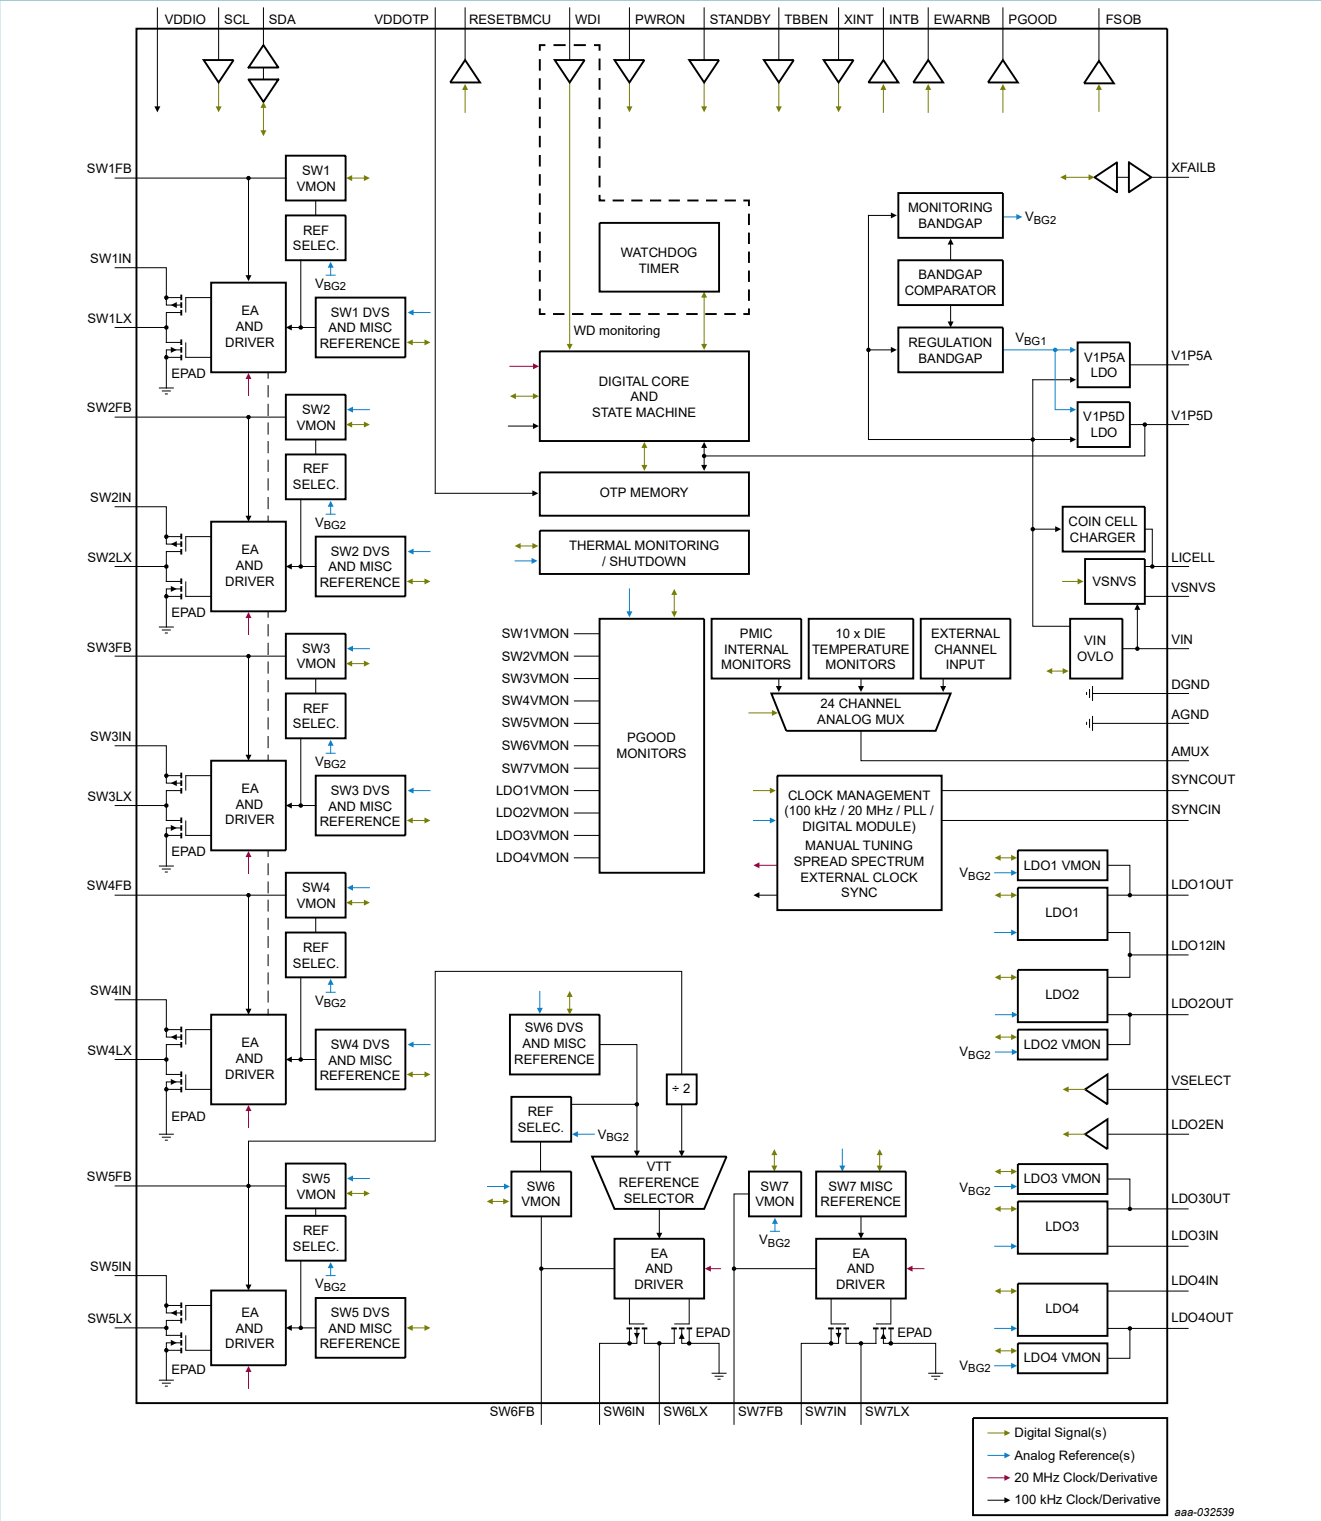 VDDIO
SCL
SDA
VDDOTP
RESETBMCU
WDI
PWRON
STANDBY
TBBEN
XINT
INTB
EWARNB
PGOOD
FSOB
SW1FB
SW1
VMON
REF
SELEC.
VBG2
SW1IN
SW1LX
EA
AND
DRIVER
SW1 DVS
AND MISC
REFERENCE
EPAD
SW2FB
SW2
VMON
REF
SELEC.
VBG2
SW2IN
SW2LX
EA
AND
DRIVER
SW2 DVS
AND MISC
REFERENCE
EPAD
SW3FB
SW3
VMON
REF
SELEC.
VBG2
SW3IN
SW3LX
EA
AND
DRIVER
SW3 DVS
AND MISC
REFERENCE
EPAD
SW4FB
SW4
VMON
REF
SELEC.
VBG2
SW4IN
SW4LX
EA
AND
DRIVER
SW4 DVS
AND MISC
REFERENCE
EPAD
SW5FB
SW5
VMON
REF
SELEC.
VBG2
SW5IN
SW5LX
EA
AND
DRIVER
SW5 DVS
AND MISC
REFERENCE
EPAD
WATCHDOG
TIMER
WD monitoring
DIGITAL CORE
AND
STATE MACHINE
OTP MEMORY
THERMAL MONITORING
/ SHUTDOWN
SW1VMON
SW2VMON
SW3VMON
SW4VMON
SW5VMON
SW6VMON
SW7VMON
LDO1VMON
LDO2VMON
LDO3VMON
LDO4VMON
PGOOD
MONITORS
PMIC
INTERNAL
MONITORS
10 x DIE
TEMPERATURE
MONITORS
EXTERNAL
CHANNEL
INPUT
24 CHANNEL
ANALOG MUX
CLOCK MANAGEMENT
(100 kHz / 20 MHz / PLL /
DIGITAL MODULE)
MANUAL TUNING
SPREAD SPECTRUM
EXTERNAL CLOCK
SYNC
SW6 DVS
AND MISC
REFERENCE
÷ 2
REF
SELEC.
VBG2
SW6
VMON
VTT
REFERENCE
SELECTOR
EA
AND
DRIVER
EPAD
SW7
VMON
VBG2
SW7 MISC
REFERENCE
EA
AND
DRIVER
EPAD
SW6FB
SW6IN
SW6LX
SW7FB
SW7IN
SW7LX
XFAILB
MONITORING
BANDGAP
VBG2
BANDGAP
COMPARATOR
REGULATION
BANDGAP
VBG1
V1P5A
LDO
V1P5A
V1P5D
LDO
V1P5D
COIN CELL
CHARGER
LICELL
VSNVS
VSNVS
VIN
OVLO
VIN
DGND
AGND
AMUX
SYNCOUT
SYNCIN
LDO1 VMON
VBG2
LDO1OUT
LDO1
LDO12IN
LDO2
LDO2OUT
LDO2 VMON
VBG2
VSELECT
LDO2EN
LDO3 VMON
VBG2
LDO30UT
LDO3
LDO3IN
LDO4IN
LDO4
LDO4OUT
LDO4 VMON
VBG2
Digital Signal(s)
Analog Reference(s)
20 MHz Clock/Derivative
100 kHz Clock/Derivative
aaa-032539